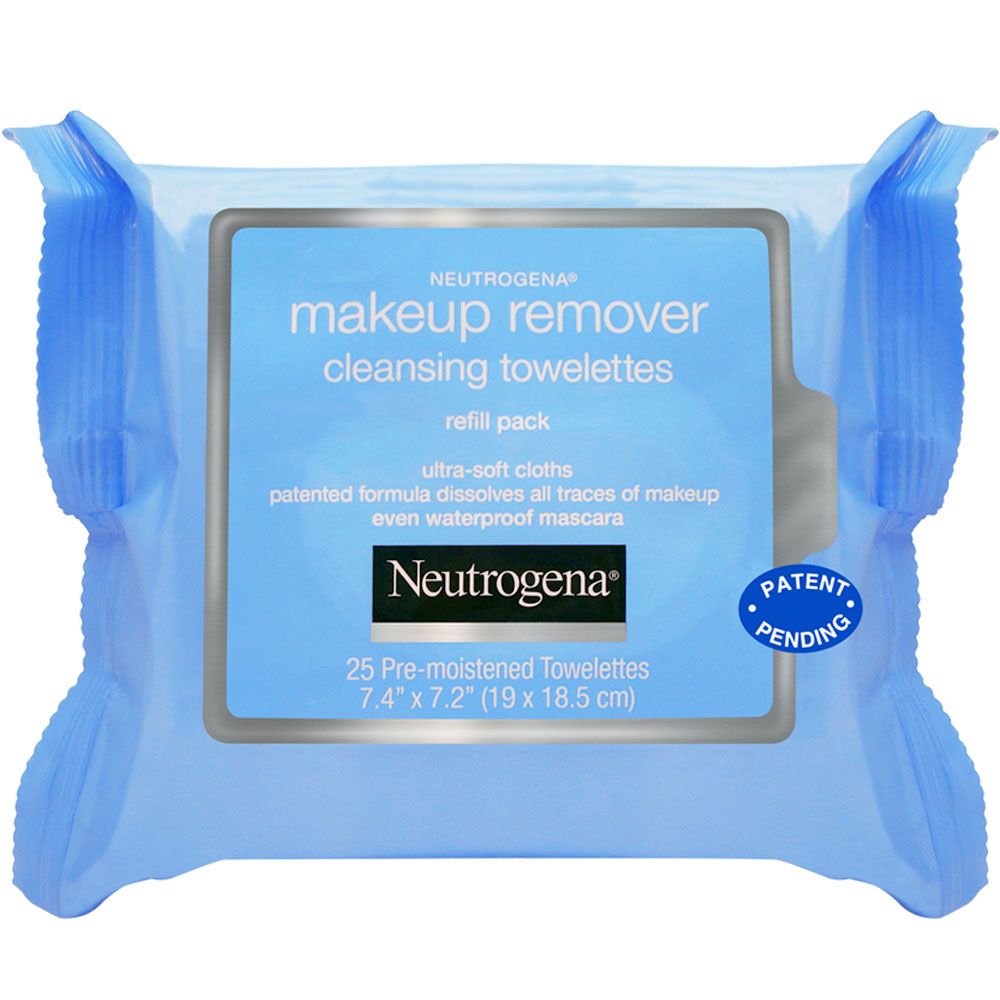 NEUTROGENA®
makeup remover
cleansing towelettes
refill pack
ultra-soft cloths
patented formula dissolves all traces of makeup
even waterproof mascara
Neutrogena®
PATENT
PENDING
25 Pre-moistened Towelettes
7.4” x 7.2” (19 x 18.5 cm)